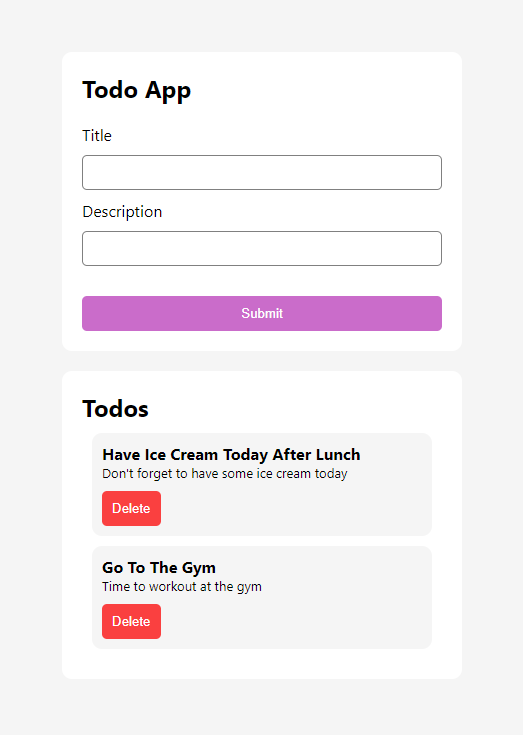 Todo App
Title
Description
Submit
Todos
Have Ice Cream Today After Lunch
Don't forget to have some ice cream today
Delete
Go To The Gym
Time to workout at the gym
Delete